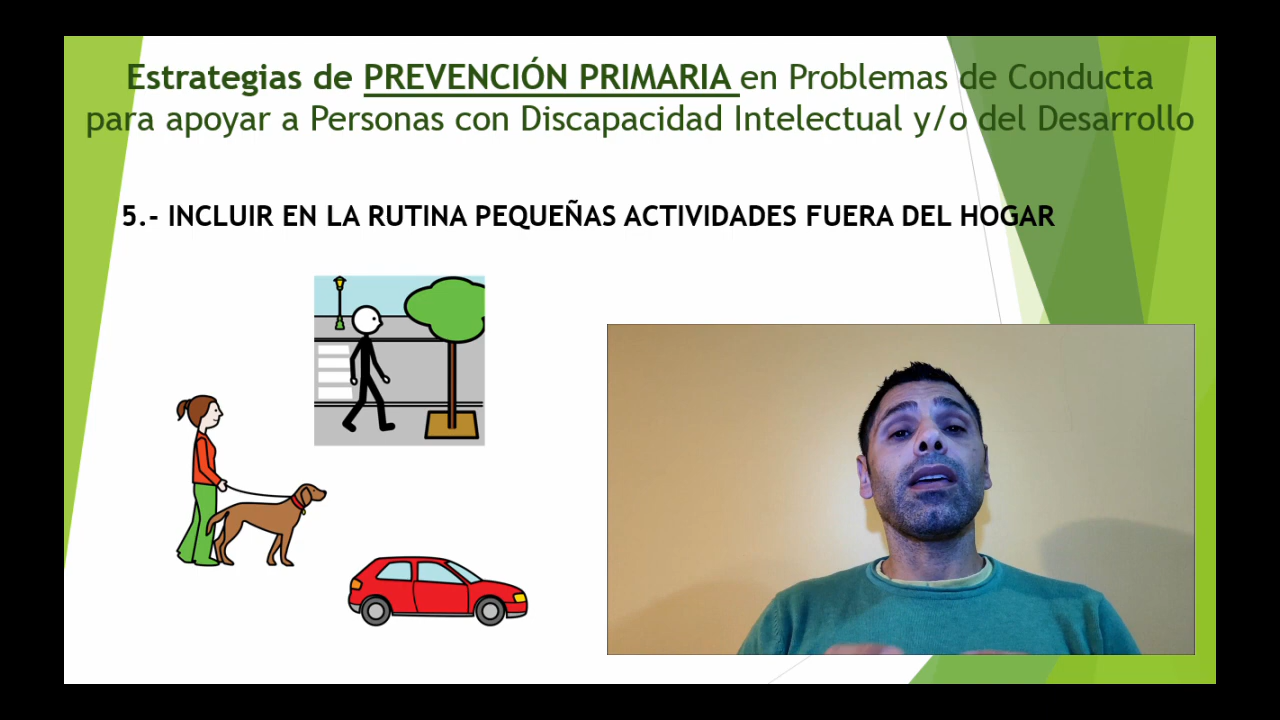 Estrategias de PREVENCIÓN PRIMARIA en Problemas de Conducta
para apoyar a Personas con Discapacidad Intelectual y/o del Desarrollo
5.- INCLUIR EN LA RUTINA PEQUEÑAS ACTIVIDADES FUERA DEL HOGAR